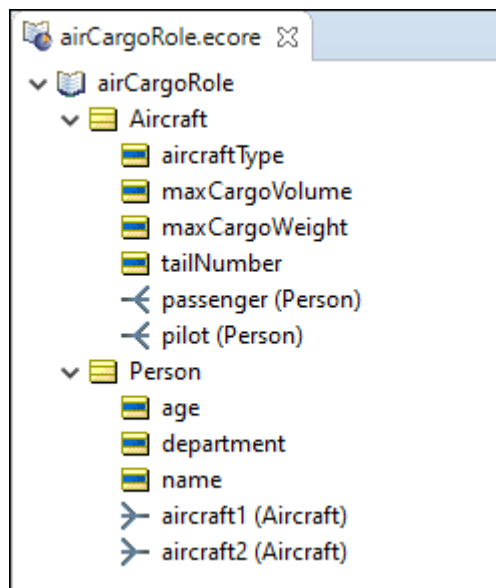 airCargoRole.ecore
airCargoRole
Aircraft
aircraftType
maxCargoVolume
maxCargoWeight
tailNumber
passenger (Person)
pilot (Person)
Person
age
department
name
aircraft1 (Aircraft)
aircraft2 (Aircraft)